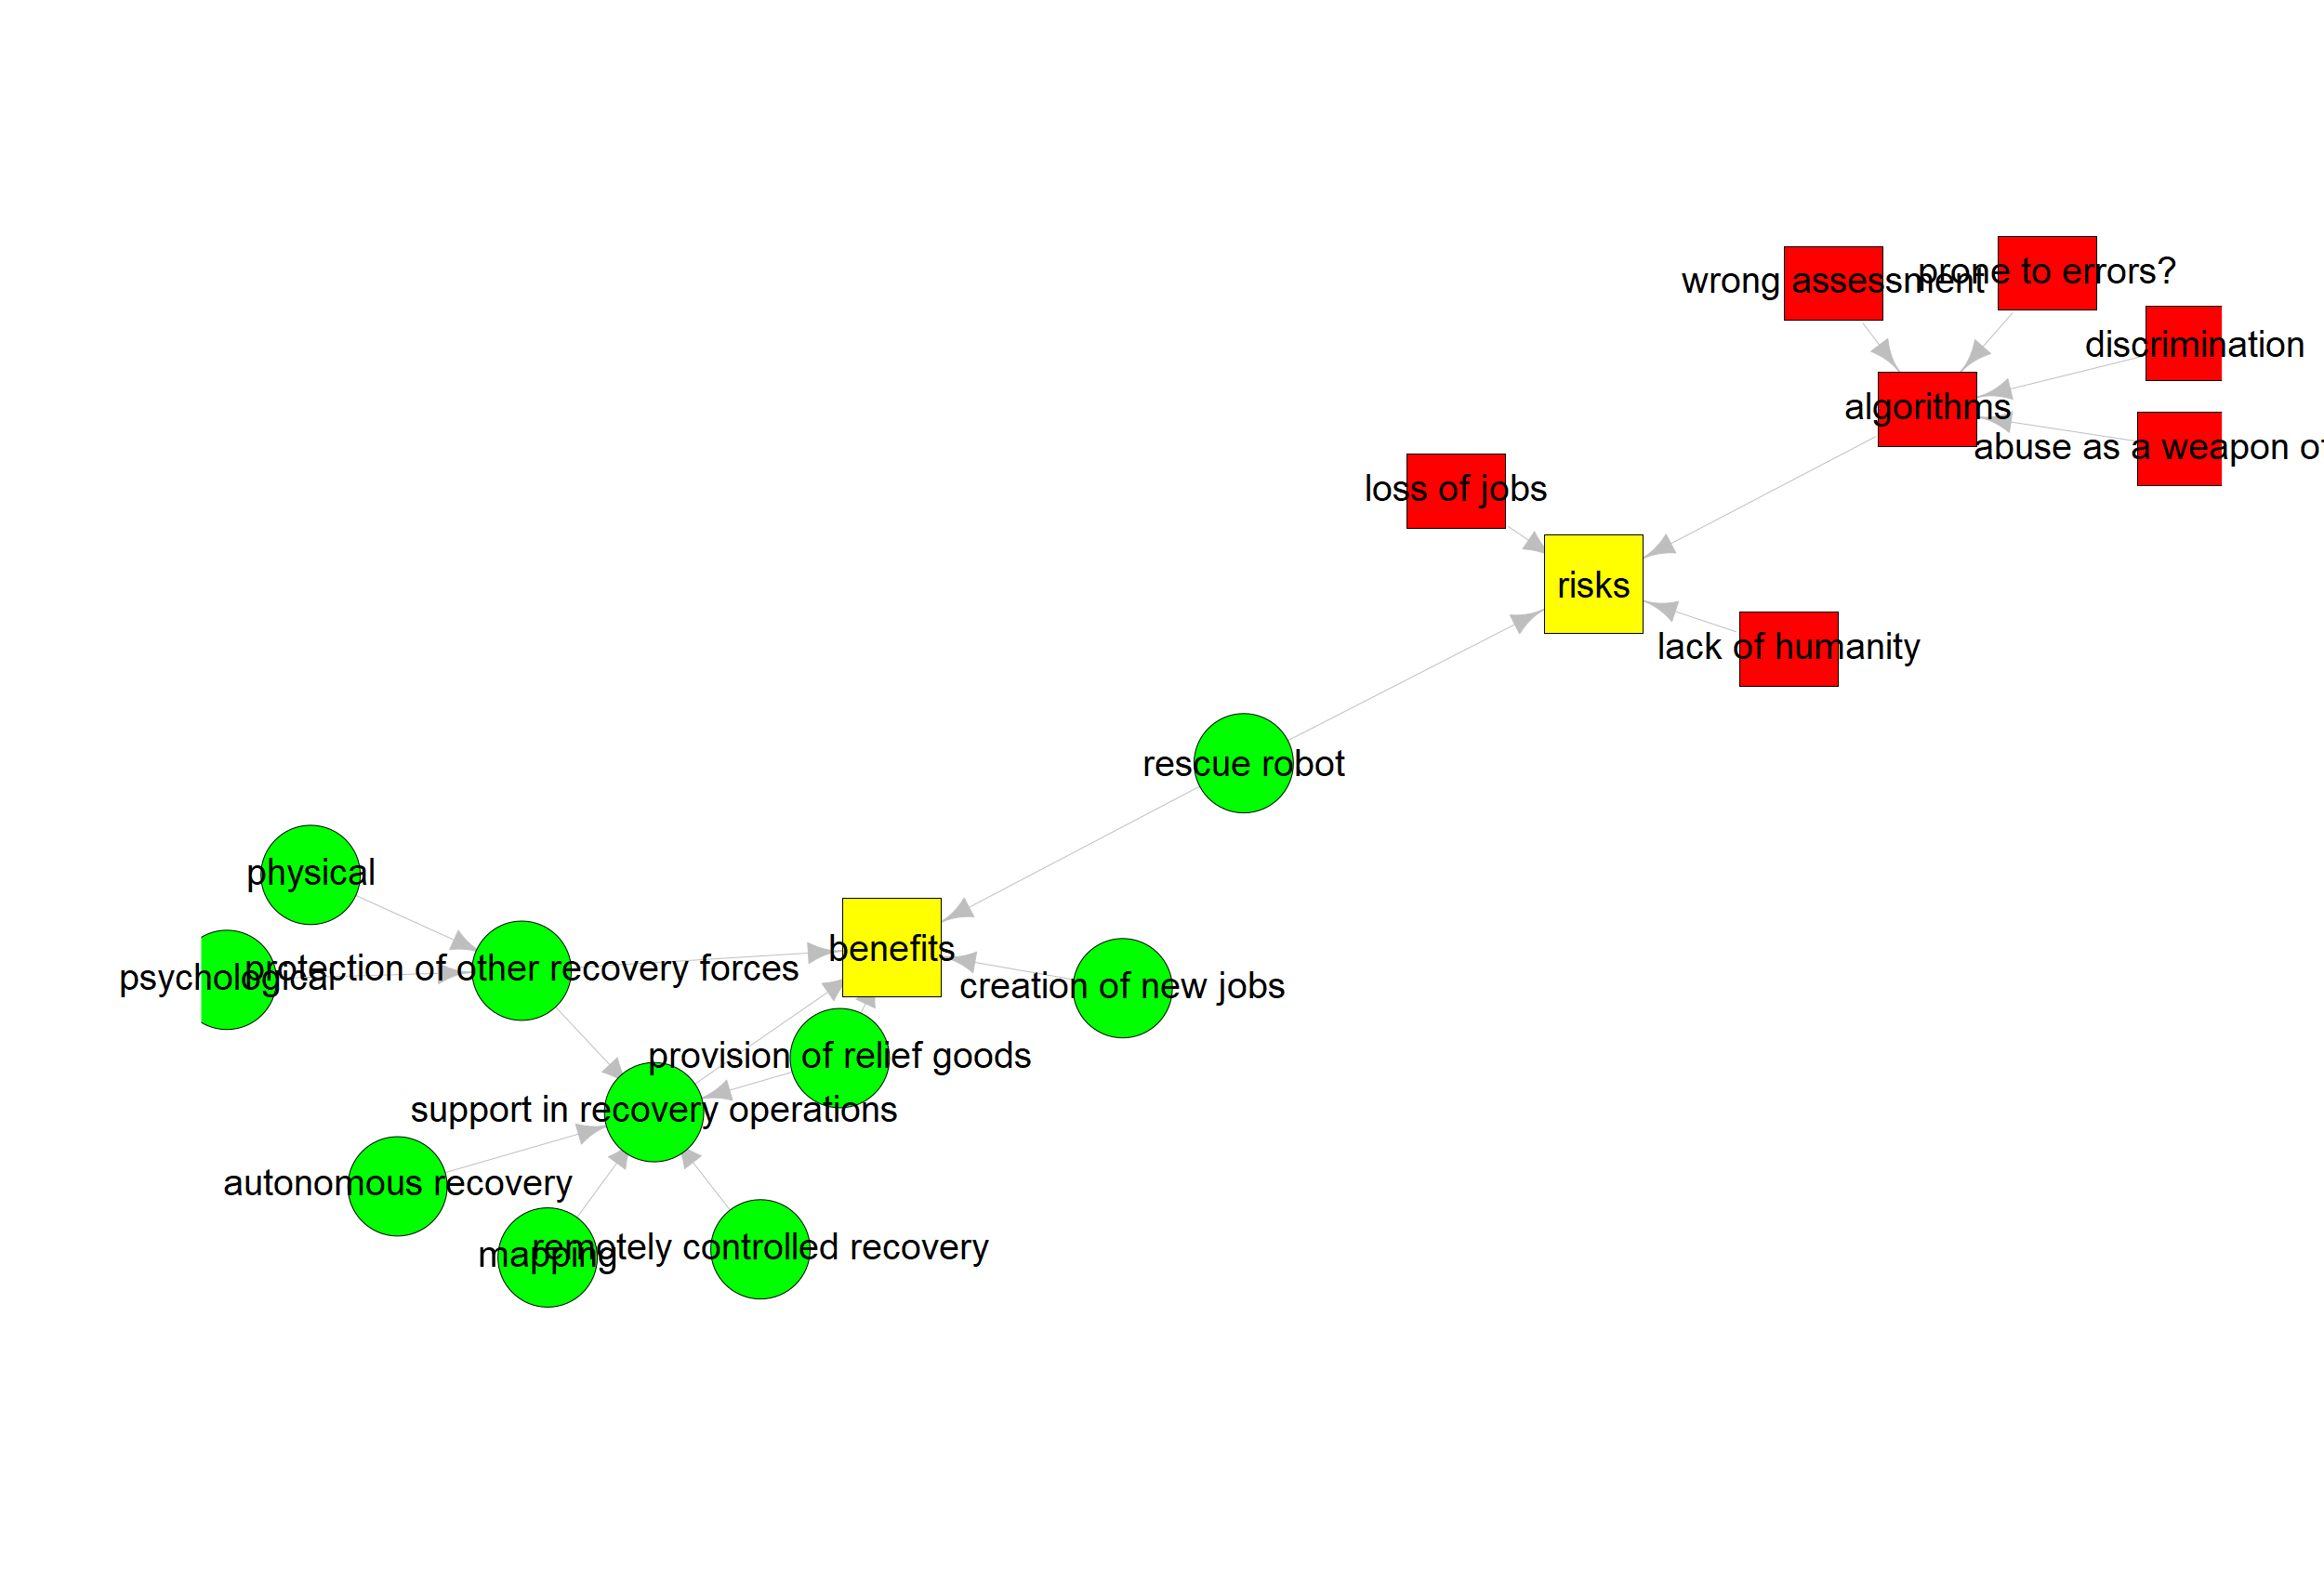 wrong assessment
prone to errors?
discrimination
algorithms
abuse as a weapon of
loss of jobs
risks
lack of humanity
rescue robot
physical
benefits
protection of other recovery forces
psychological
creation of new jobs
provision of relief goods
support in recovery operations
autonomous recovery
remotely controlled recovery
mapping